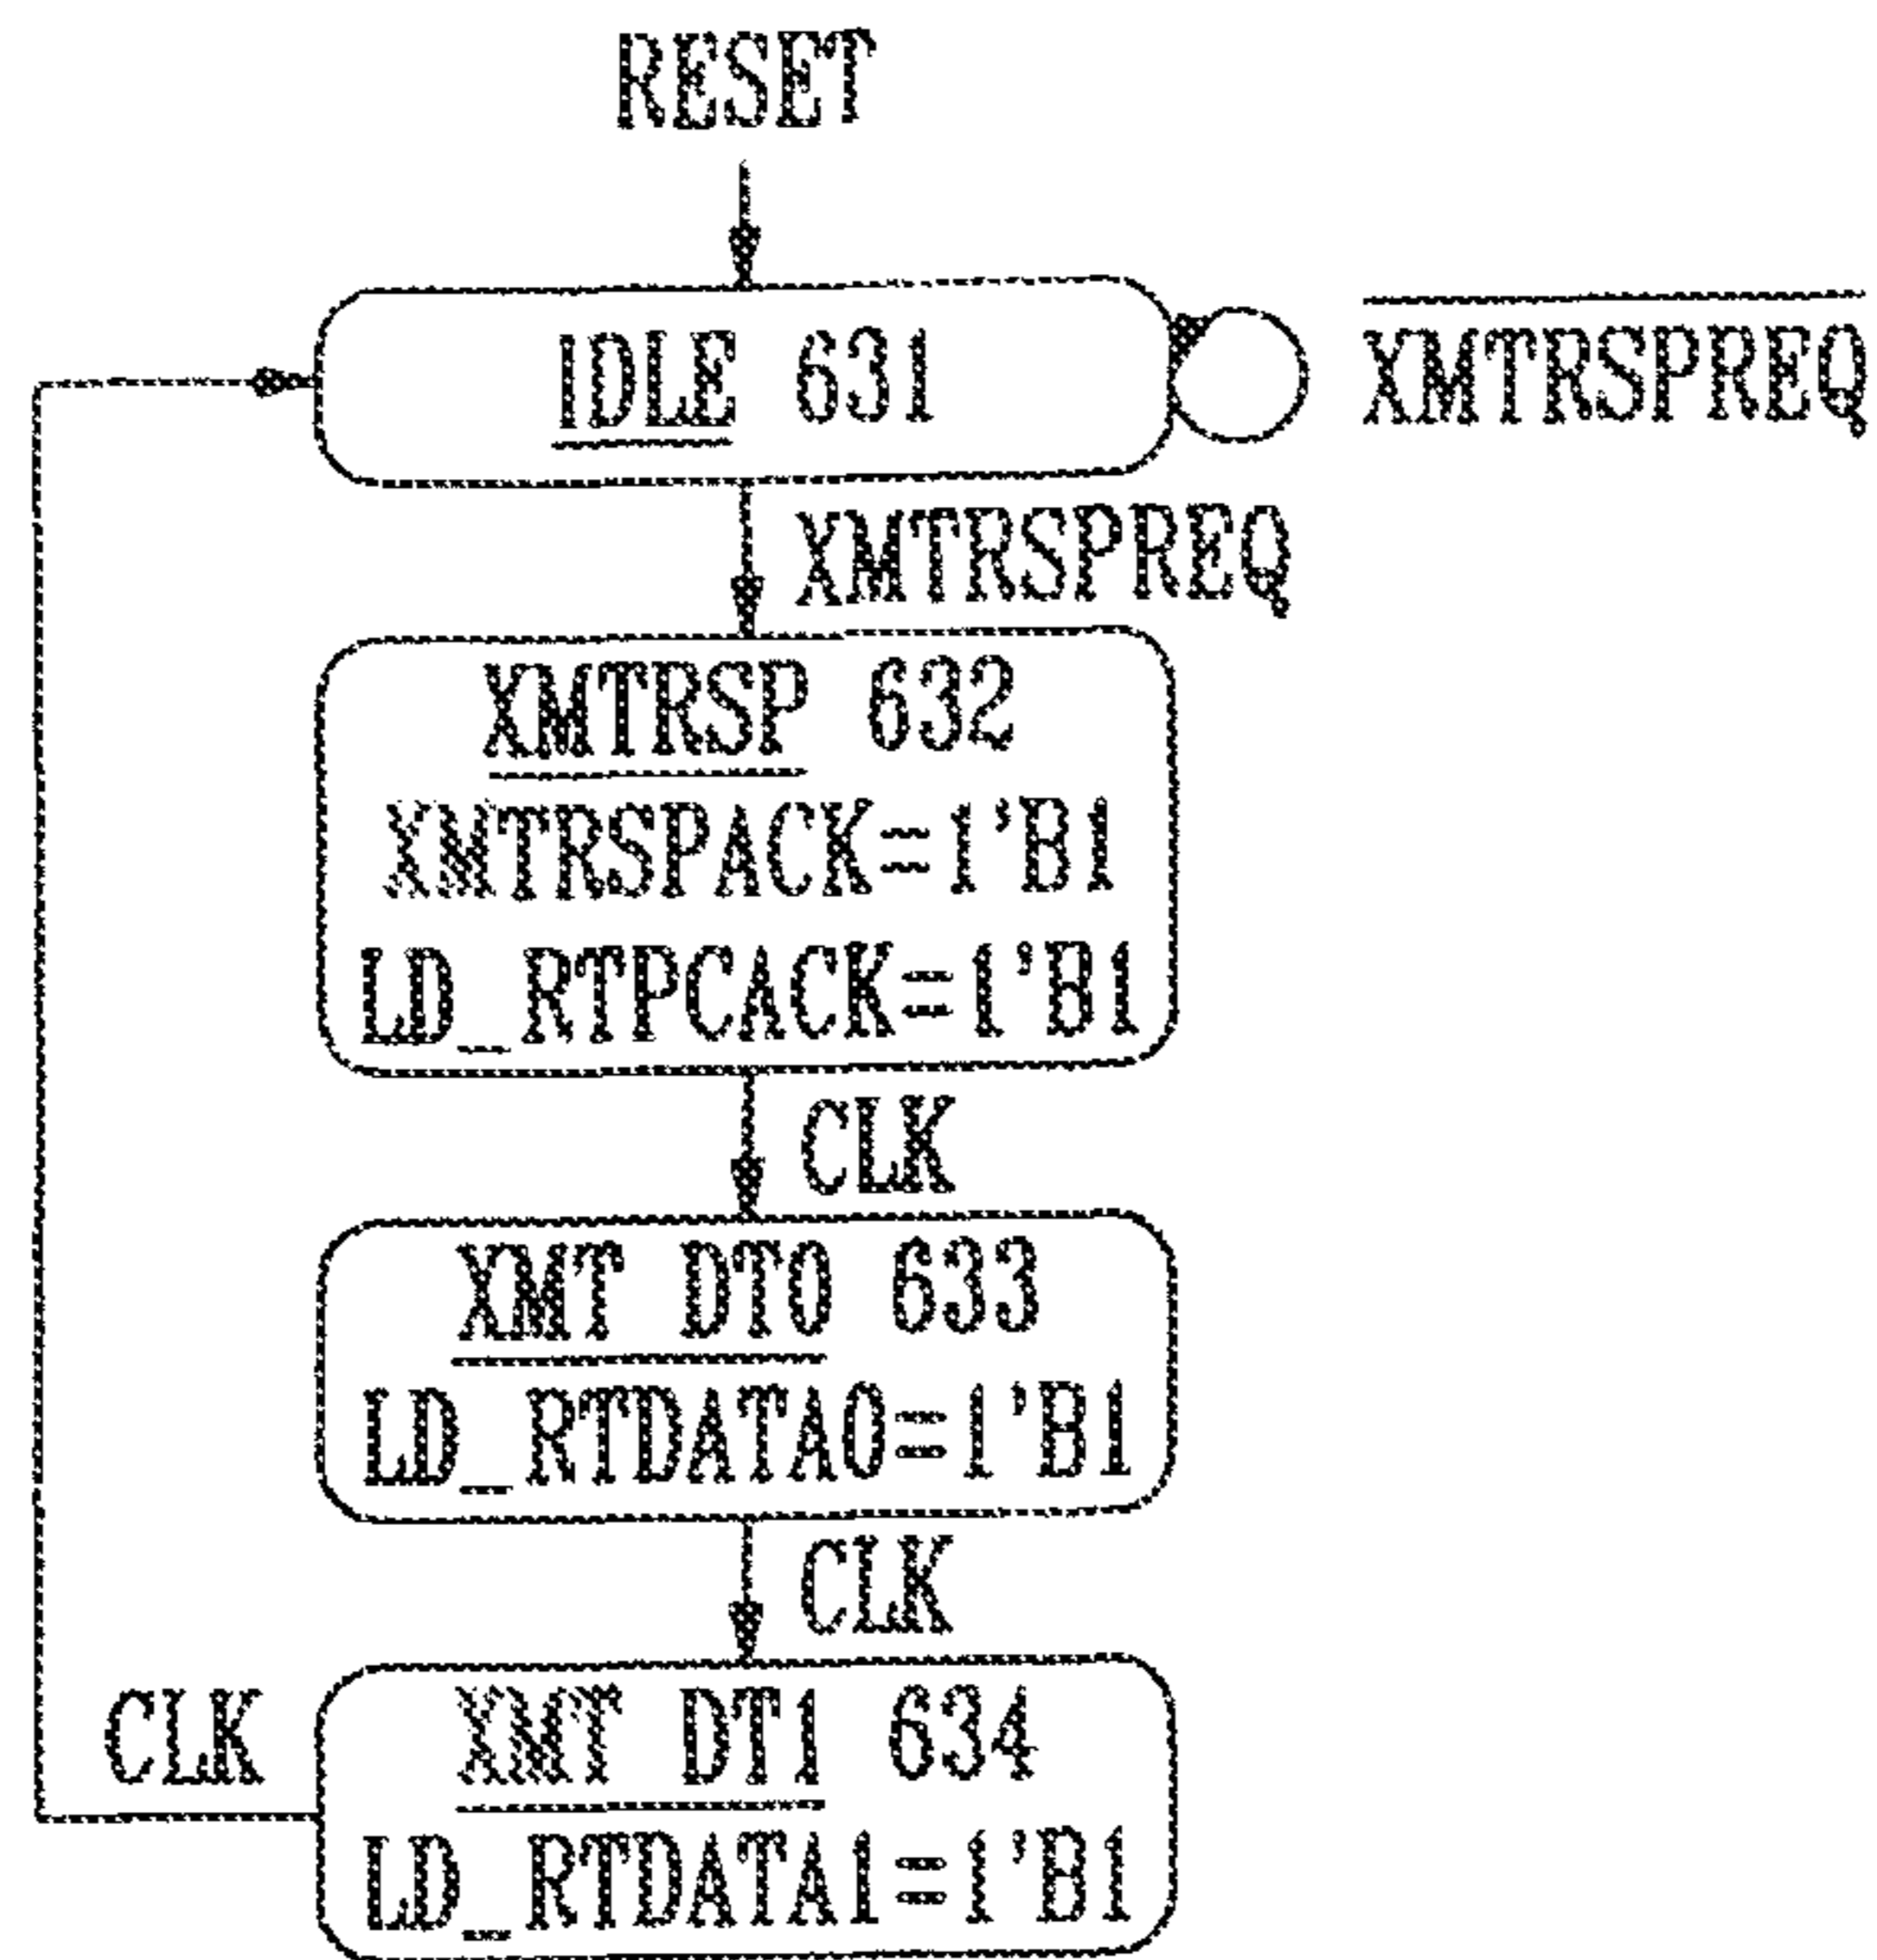 RESET
IDLE 631
XMTRSPREQ
XMTRSPREQ
XMTRSP 632
XMTRSPACK=1'B1
LD_RTPCACK=1'B1
CLK
XMT DT0 633
LD_RTDATA0=1'B1
CLK
CLK
XMT DT1 634
LD_RTDATA1=1'B1